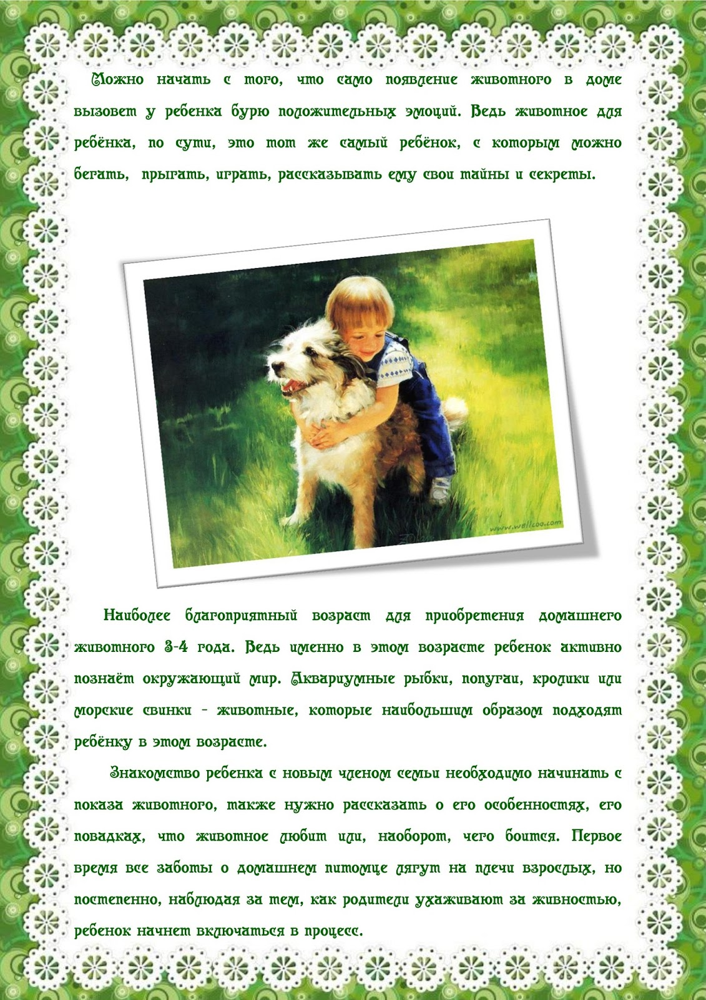 Можно начать с того, что само появление животного в доме
вызовет у ребенка бурю положительных эмоций. Ведь животное для
ребёнка, по сути, это тот же самый ребёнок, с которым можно
бегать, прыгать, играть, рассказывать ему свои тайны и секреты.
www.wellcoo.com
Наиболее благоприятный возраст для приобретения домашнего
животного 3-4 года. Ведь именно в этом возрасте ребенок активно
познаёт окружающий мир. Аквариумные рыбки, попугаи, кролики или
морские свинки - животные, которые наибольшим образом подходят
ребёнку в этом возрасте.
Знакомство ребенка с новым членом семьи необходимо начинать с
показа животного, также нужно рассказать о его особенностях, его
повадках, что животное любит или, наоборот, чего боится. Первое
время все заботы о домашнем питомце лягут на плечи взрослых, но
постепенно, наблюдая за тем, как родители ухаживают за живностью,
ребенок начнет включаться в процесс.